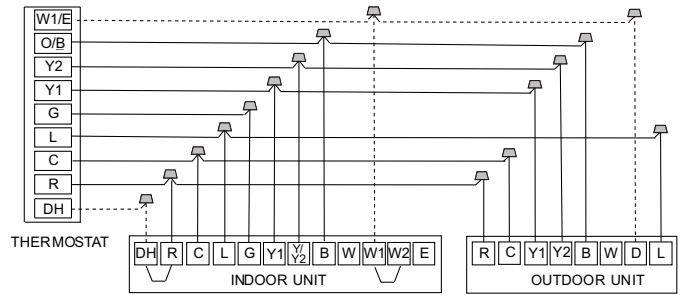 W1/E
O/B
Y2
Y1
G
L
C
R
DH
THERMOSTAT
DH R C L G Y1 Y/Y2 B W W1 W2 E
INDOOR UNIT
R C Y1 Y2 B W D L
OUTDOOR UNIT